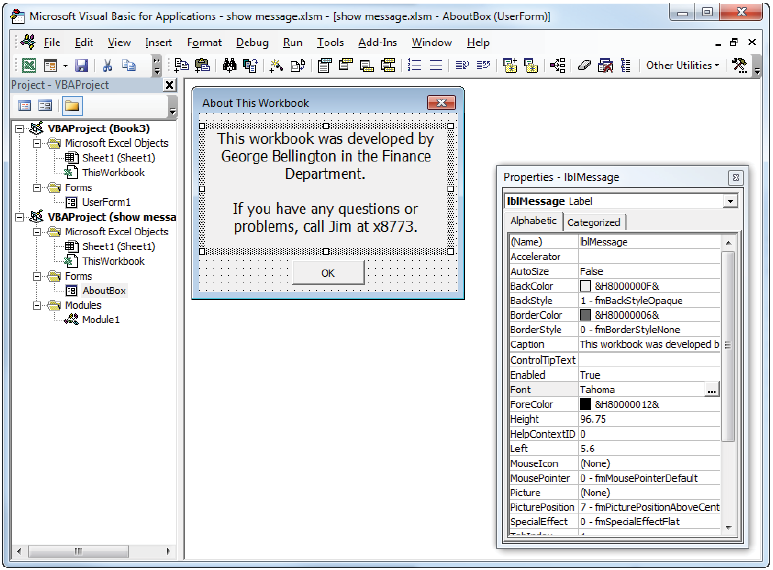 Microsoft Visual Basic for Applications - show message.xlsm - [show message.xlsm - AboutBox (UserForm)]
File Edit View Insert Format Debug Run Tools Add-Ins Window Help
Other Utilities
Project - VBAProject
VBAProject (Book3)
Microsoft Excel Objects
Sheet1 (Sheet1)
ThisWorkbook
Forms
UserForm1
VBAProject (show messa
Microsoft Excel Objects
Sheet1 (Sheet1)
ThisWorkbook
Forms
AboutBox
Modules
Module1
About This Workbook
This workbook was developed by
George Bellington in the Finance
Department.
If you have any questions or
problems, call Jim at x8773.
OK
Properties - lblMessage
lblMessage Label
Alphabetic Categorized
(Name) lblMessage
Accelerator
AutoSize False
BackColor &H8000000F&
BackStyle 1 - fmBackStyleOpaque
BorderColor &H80000006&
BorderStyle 0 - fmBorderStyleNone
Caption This workbook was developed b
ControlTipText
Enabled True
Font Tahoma ...
ForeColor &H80000012&
Height 96.75
HelpContextID 0
Left 5.6
MouseIcon (None)
MousePointer 0 - fmMousePointerDefault
Picture (None)
PicturePosition 7 - fmPicturePositionAboveCent
SpecialEffect 0 - fmSpecialEffectFlat